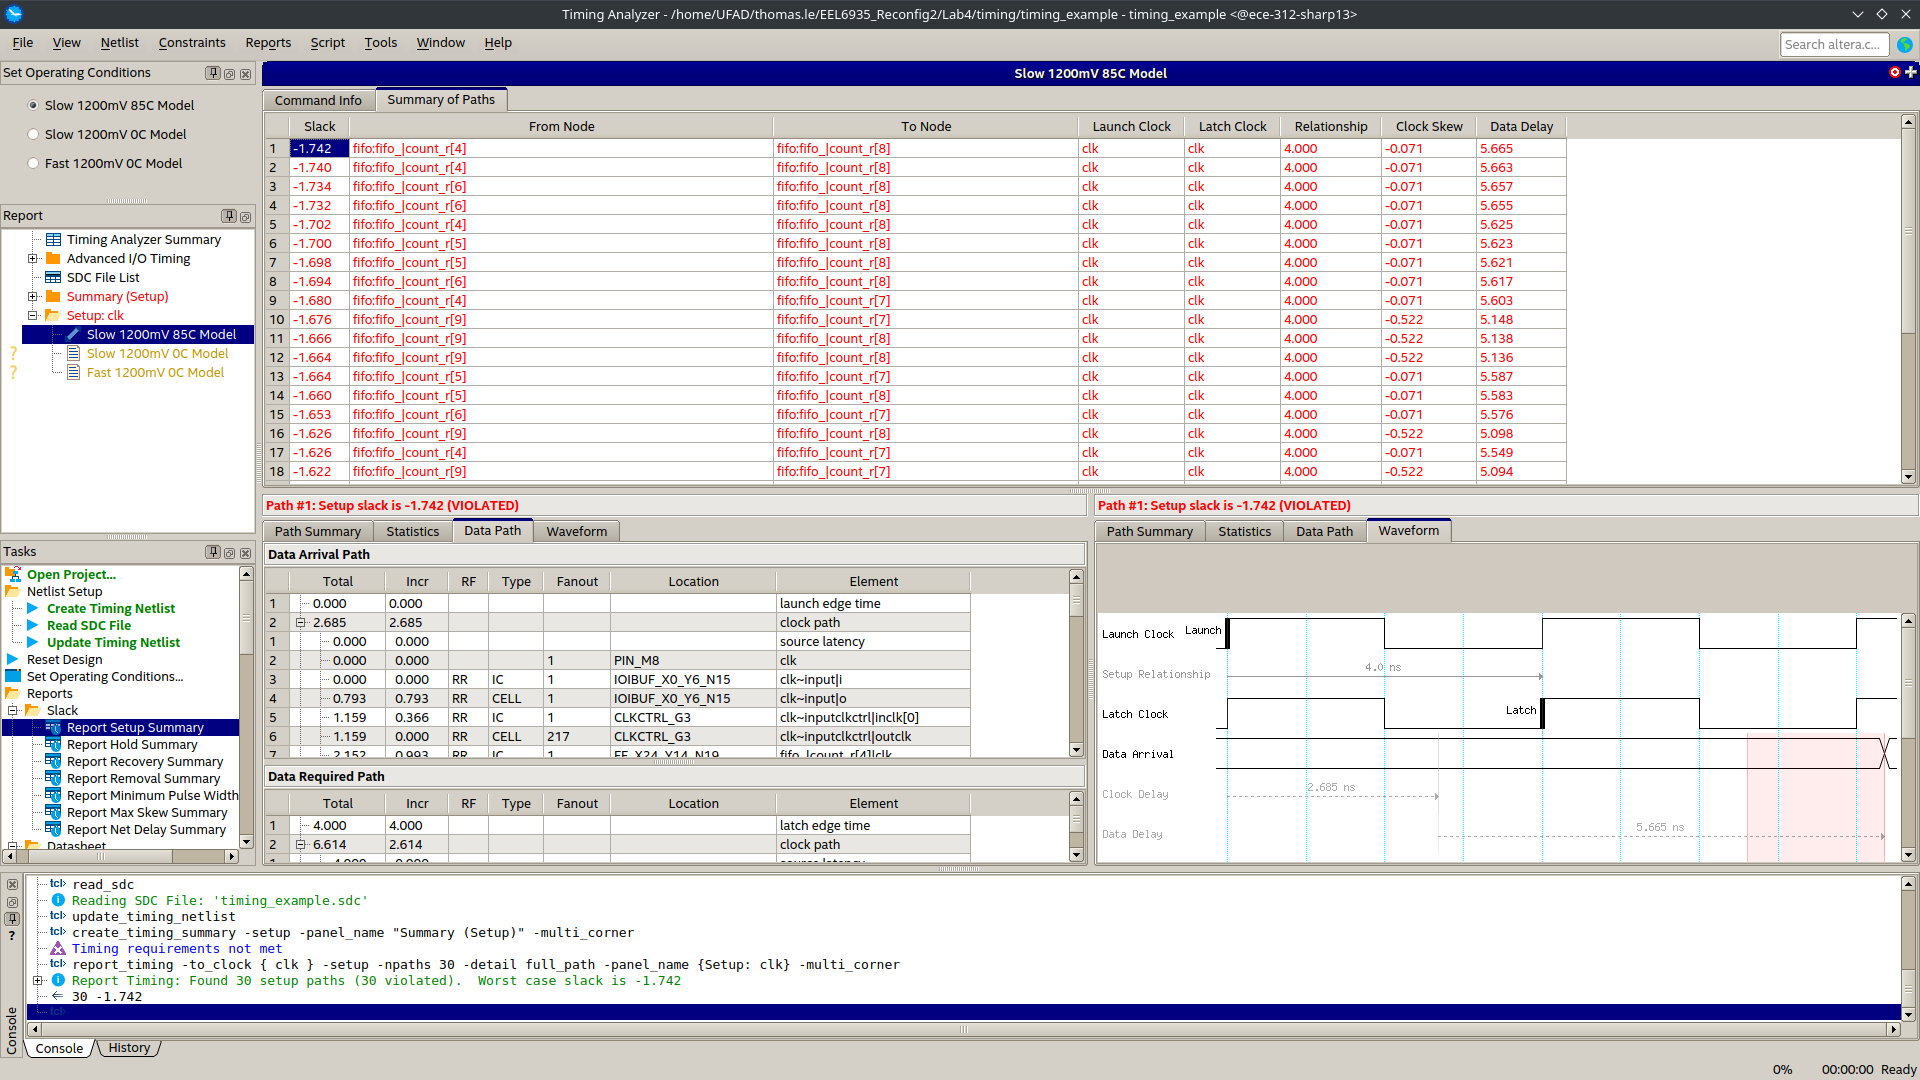 Timing Analyzer - /home/UFAD/thomas.le/EEL6935_Reconfig2/Lab4/timing/timing_example - timing_example <@ece-312-sharp13>
File View Netlist Constraints Reports Script Tools Window Help
Search altera.c...
Set Operating Conditions
Slow 1200mV 85C Model
Slow 1200mV 0C Model
Fast 1200mV 0C Model
Report
Timing Analyzer Summary
Advanced I/O Timing
SDC File List
Summary (Setup)
Setup: clk
Slow 1200mV 85C Model
? Slow 1200mV 0C Model
? Fast 1200mV 0C Model
Tasks
Open Project...
Netlist Setup
Create Timing Netlist
Read SDC File
Update Timing Netlist
Reset Design
Set Operating Conditions...
Reports
Slack
Report Setup Summary
Report Hold Summary
Report Recovery Summary
Report Removal Summary
Report Minimum Pulse Width
Report Max Skew Summary
Report Net Delay Summary
Datasheet
Slow 1200mV 85C Model
Command Info Summary of Paths
Slack From Node To Node Launch Clock Latch Clock Relationship Clock Skew Data Delay
1 -1.742 fifo:fifo_|count_r[4] fifo:fifo_|count_r[8] clk clk 4.000 -0.071 5.665
2 -1.740 fifo:fifo_|count_r[4] fifo:fifo_|count_r[8] clk clk 4.000 -0.071 5.663
3 -1.734 fifo:fifo_|count_r[6] fifo:fifo_|count_r[8] clk clk 4.000 -0.071 5.657
4 -1.732 fifo:fifo_|count_r[6] fifo:fifo_|count_r[8] clk clk 4.000 -0.071 5.655
5 -1.702 fifo:fifo_|count_r[4] fifo:fifo_|count_r[8] clk clk 4.000 -0.071 5.625
6 -1.700 fifo:fifo_|count_r[5] fifo:fifo_|count_r[8] clk clk 4.000 -0.071 5.623
7 -1.698 fifo:fifo_|count_r[5] fifo:fifo_|count_r[8] clk clk 4.000 -0.071 5.621
8 -1.694 fifo:fifo_|count_r[6] fifo:fifo_|count_r[8] clk clk 4.000 -0.071 5.617
9 -1.680 fifo:fifo_|count_r[4] fifo:fifo_|count_r[7] clk clk 4.000 -0.071 5.603
10 -1.676 fifo:fifo_|count_r[9] fifo:fifo_|count_r[7] clk clk 4.000 -0.522 5.148
11 -1.666 fifo:fifo_|count_r[9] fifo:fifo_|count_r[8] clk clk 4.000 -0.522 5.138
12 -1.664 fifo:fifo_|count_r[9] fifo:fifo_|count_r[8] clk clk 4.000 -0.522 5.136
13 -1.664 fifo:fifo_|count_r[5] fifo:fifo_|count_r[7] clk clk 4.000 -0.071 5.587
14 -1.660 fifo:fifo_|count_r[5] fifo:fifo_|count_r[8] clk clk 4.000 -0.071 5.583
15 -1.653 fifo:fifo_|count_r[6] fifo:fifo_|count_r[7] clk clk 4.000 -0.071 5.576
16 -1.626 fifo:fifo_|count_r[9] fifo:fifo_|count_r[8] clk clk 4.000 -0.522 5.098
17 -1.626 fifo:fifo_|count_r[4] fifo:fifo_|count_r[7] clk clk 4.000 -0.071 5.549
18 -1.622 fifo:fifo_|count_r[9] fifo:fifo_|count_r[7] clk clk 4.000 -0.522 5.094
Path #1: Setup slack is -1.742 (VIOLATED)
Path Summary Statistics Data Path Waveform
Data Arrival Path
Total Incr RF Type Fanout Location Element
1 0.000 0.000 launch edge time
2 2.685 2.685 clock path
1 0.000 0.000 source latency
2 0.000 0.000 1 PIN_M8 clk
3 0.000 0.000 RR IC 1 IOIBUF_X0_Y6_N15 clk~input|i
4 0.793 0.793 RR CELL 1 IOIBUF_X0_Y6_N15 clk~input|o
5 1.159 0.366 RR IC 1 CLKCTRL_G3 clk~inputclkctrl|inclk[0]
6 1.159 0.000 RR CELL 217 CLKCTRL_G3 clk~inputclkctrl|outclk
7 2.152 0.993 RR IC 1 FF_X24_Y14_N19 fifo_|count_r[4]|clk
Data Required Path
Total Incr RF Type Fanout Location Element
1 4.000 4.000 latch edge time
2 6.614 2.614 clock path
Path #1: Setup slack is -1.742 (VIOLATED)
Path Summary Statistics Data Path Waveform
Launch Clock Launch
Setup Relationship 4.0 ns
Latch Clock Latch
Data Arrival
Clock Delay 2.685 ns
Data Delay 5.665 ns
tcl> read_sdc
Reading SDC File: 'timing_example.sdc'
tcl> update_timing_netlist
tcl> create_timing_summary -setup -panel_name "Summary (Setup)" -multi_corner
Timing requirements not met
tcl> report_timing -to_clock { clk } -setup -npaths 30 -detail full_path -panel_name {Setup: clk} -multi_corner
Report Timing: Found 30 setup paths (30 violated).  Worst case slack is -1.742
30 -1.742
tcl>
Console
Console History
0% 00:00:00 Ready